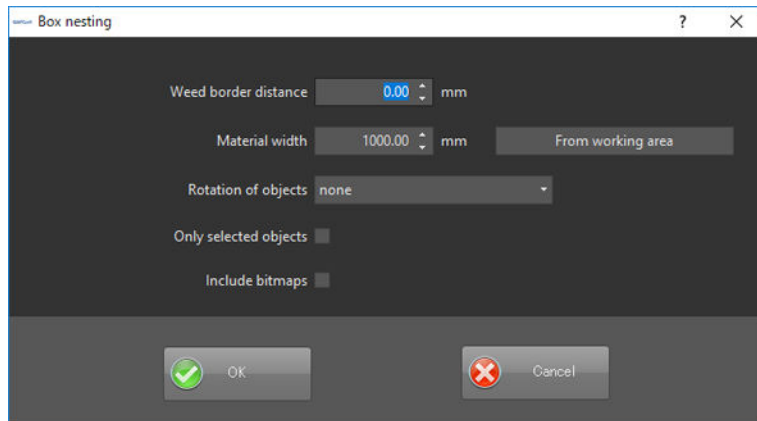 Box nesting ?
Weed border distance 0.00 mm
Material width 1000.00 mm From working area
Rotation of objects none
Only selected objects
Include bitmaps
OK Cancel